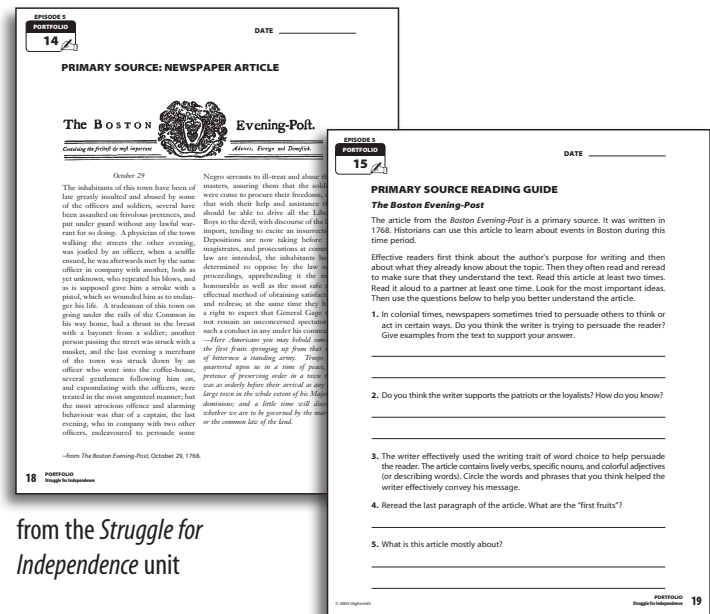 EPISODE 5
PORTFOLIO
14
DATE
PRIMARY SOURCE: NEWSPAPER ARTICLE
The BOSTON Evening-Poſt.
Containing the freſheſt & moſt important Advices, Foreign and Domeſtick.
October 29
The inhabitants of this town have been of
late greatly insulted and abused by some
of the officers and soldiers, several have
been assaulted on frivolous pretences, and
put under guard without any lawful war-
rant for so doing. A physician of the town
walking the streets the other evening,
was jostled by an officer, when a scuffle
ensued, he was afterwards met by the same
officer in company with another, both as
yet unknown, who repeated his blows, and
as is supposed gave him a stroke with a
pistol, which so wounded him as to endan-
ger his life. A tradesman of this town on
going under the rails of the Common in
his way home, had a thrust in the breast
with a bayonet from a soldier; another
person passing the street was struck with a
musket, and the last evening a merchant
of the town was struck down by an
officer who went into the coffee-house,
several gentlemen following him on,
and expostulating with the officers, were
treated in the most ungenteel manner; but
the most atrocious offence and alarming
behaviour was that of a captain, the last
evening, who in company with two other
officers, endeavoured to persuade some
Negro servants to ill-treat and abuse
masters, assuring them that the
were come to procure their freedoms,
that with their help and assistance
should be able to drive all the
Boys to the devil; with discourse of the
import, tending to excite an
Depositions are now taking before
magistrates, and prosecutions at
law are intended, the inhabitants
determined to oppose by the law
proceedings, apprehending it the
honourable as well as the most safe
effectual method of obtaining
and redress; at the same time they
a right to expect that General Gage
not remain an unconcerned
such a conduct in any under his
—Here Americans you may behold
the first fruits springing up from that
of bitterness a standing army. Troops
quartered upon us in a time of peace,
pretence of preserving order in a town
was as orderly before their arrival as any
large town in the whole extent of his
dominions; and a little time will
whether we are to be governed by the
or the common law of the land.
~from The Boston Evening-Post, October 29, 1768.
18 PORTFOLIO
Struggle for Independence
from the Struggle for
Independence unit
EPISODE 5
PORTFOLIO
15
DATE
PRIMARY SOURCE READING GUIDE
The Boston Evening-Post
The article from the Boston Evening-Post is a primary source. It was written in
1768. Historians can use this article to learn about events in Boston during this
time period.
Effective readers first think about the author's purpose for writing and then
about what they already know about the topic. Then they often read and reread
to make sure that they understand the text. Read this article at least two times.
Read it aloud to a partner at least one time. Look for the most important ideas.
Then use the questions below to help you better understand the article.
1. In colonial times, newspapers sometimes tried to persuade others to think or
act in certain ways. Do you think the writer is trying to persuade the reader?
Give examples from the text to support your answer.
2. Do you think the writer supports the patriots or the loyalists? How do you know?
3. The writer effectively used the writing trait of word choice to help persuade
the reader. The article contains lively verbs, specific nouns, and colorful adjectives
(or describing words). Circle the words and phrases that you think helped the
writer effectively convey his message.
4. Reread the last paragraph of the article. What are the "first fruits"?
5. What is this article mostly about?
© 2005 Highsmith
PORTFOLIO
Struggle for Independence 19